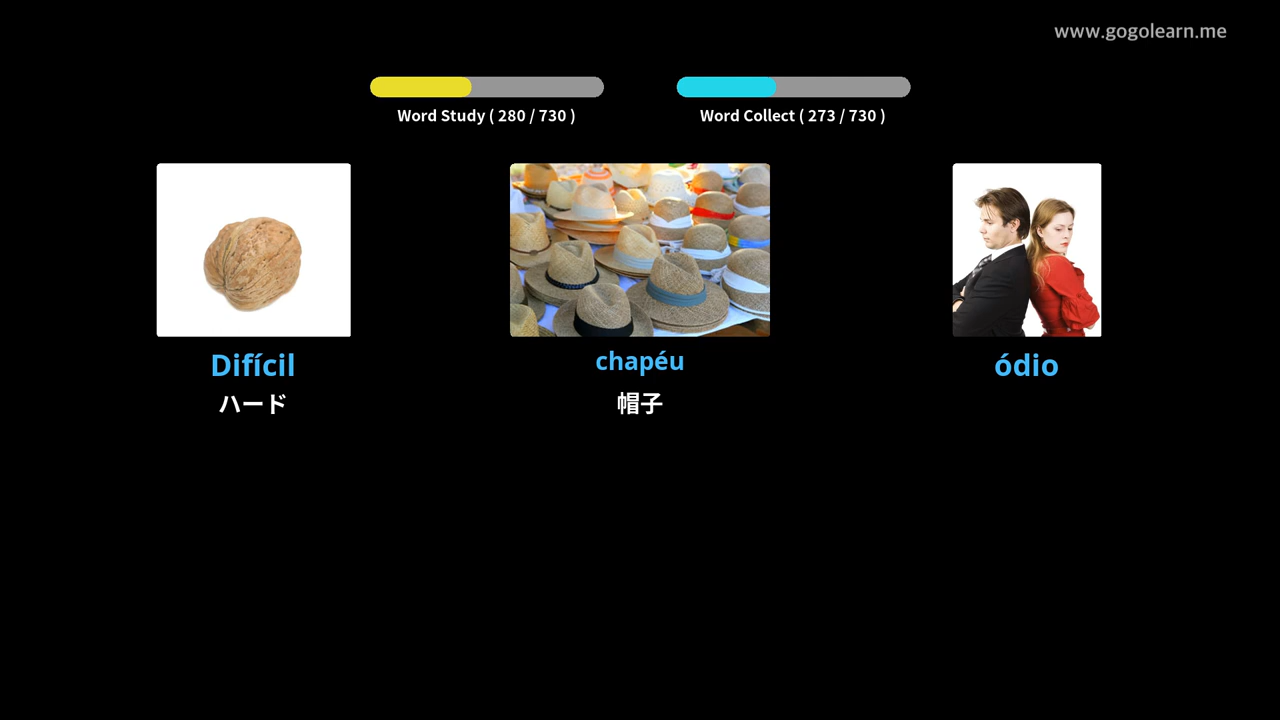 www.gogolearn.me
Word Study ( 280 / 730 )
Word Collect ( 273 / 730 )
Difícil
ハード
chapéu
帽子
ódio